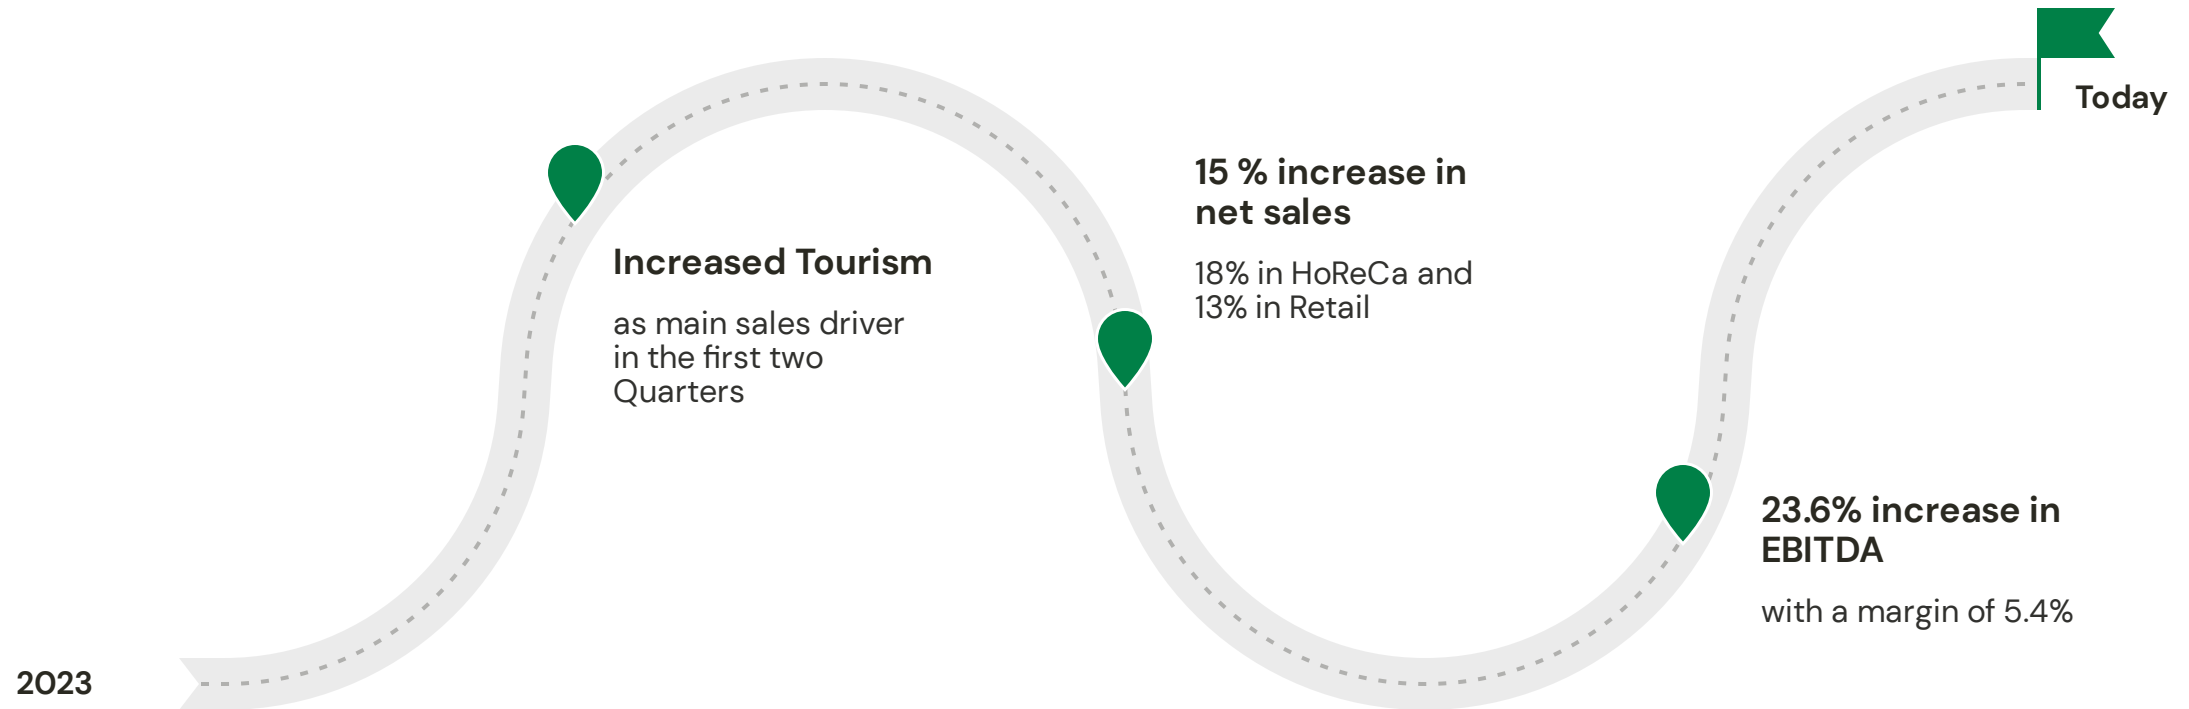 2023
Increased Tourism
as main sales driver
in the first two
Quarters
15 % increase in
net sales
18% in HoReCa and
13% in Retail
23.6% increase in
EBITDA
with a margin of 5.4%
Today